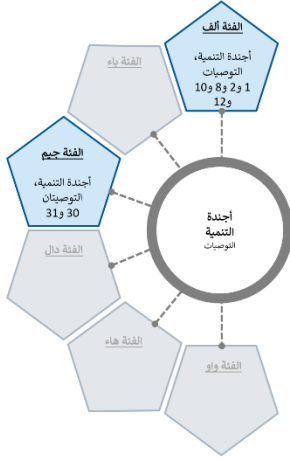 الفئة ألف
أجندة التنمية،
التوصيات
1 و2 و8 و10
و12
الفئة باء
الفئة جيم
أجندة التنمية،
التوصيتان
30 و31
أجندة
التنمية
التوصيات
الفئة دال
الفئة هاء
الفئة واو